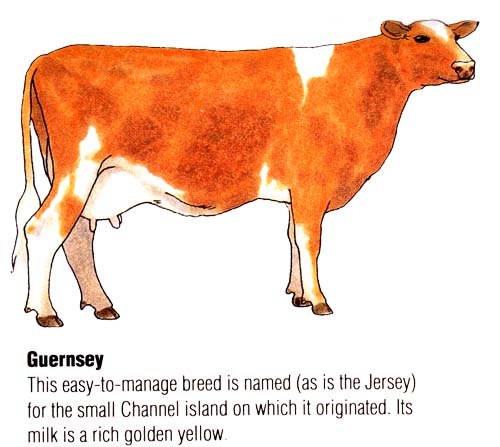 Guernsey
This easy-to-manage breed is named (as is the Jersey)
for the small Channel island on which it originated. Its
milk is a rich golden yellow.